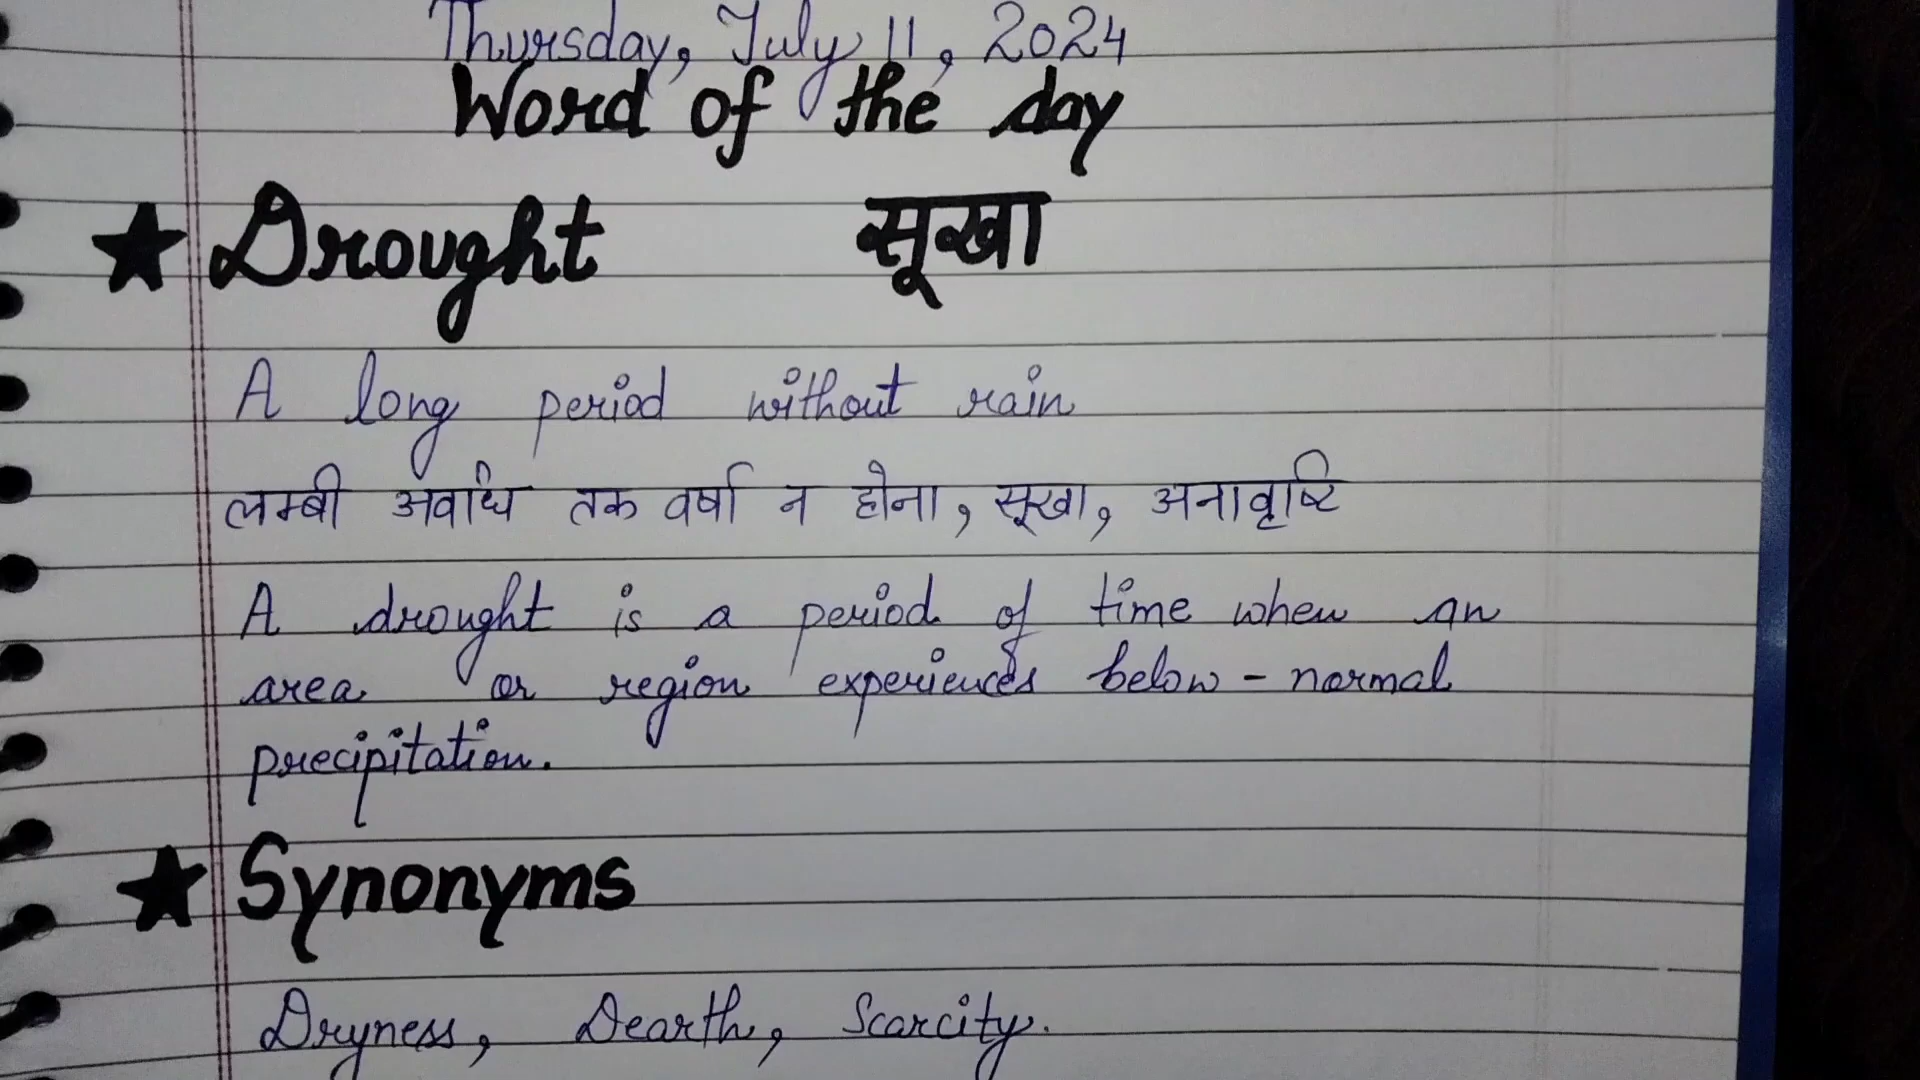 Thursday, July 11, 2024
Word of the day
★ Drought सूखा
A long period without rain
लम्बी अवधि तक वर्षा न होना, सूखा, अनावृष्टि
A drought is a period of time when an
area or region experiences below-normal
precipitation.
★ Synonyms
Dryness, Dearth, Scarcity.